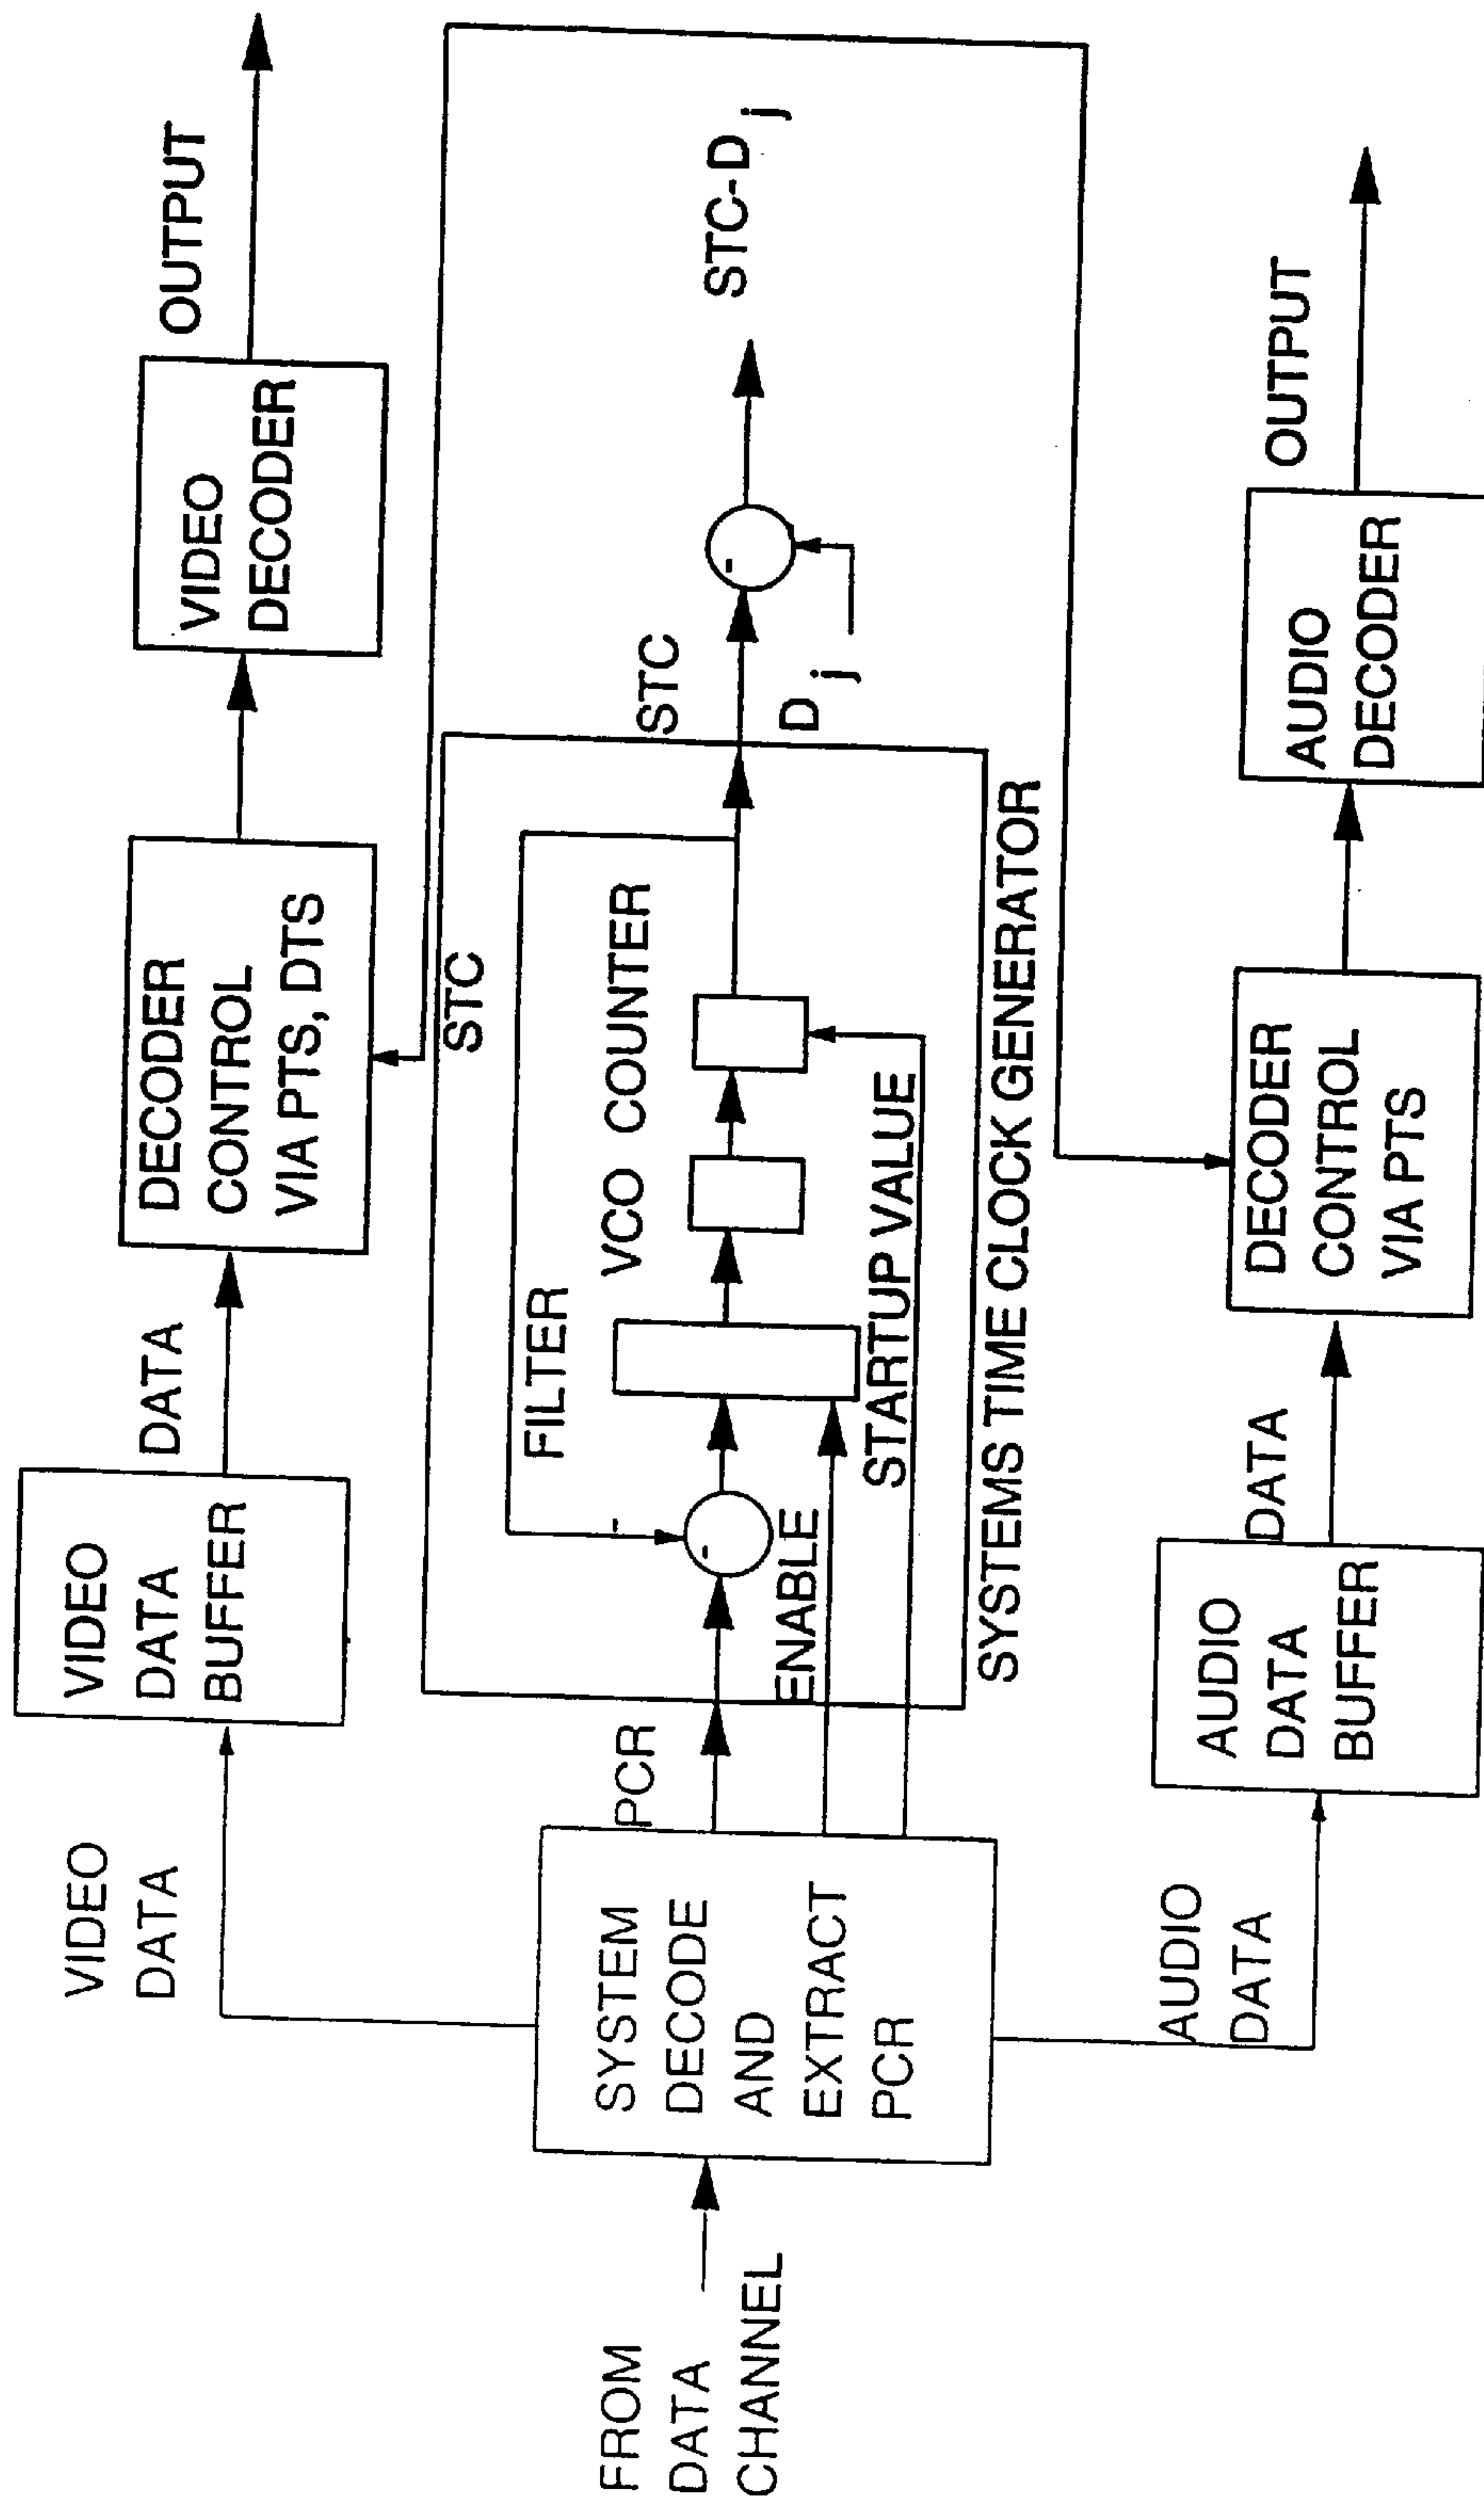 FROM
DATA
CHANNEL
SYSTEM
DECODE
AND
EXTRACT
PCR
VIDEO
DATA
VIDEO
DATA
BUFFER
DATA
DECODER
CONTROL
VIA PTS, DTS
VIDEO
DECODER
OUTPUT
PCR
ENABLE
-
-
FILTER
VCO COUNTER
STARTUP VALUE
SYSTEMS TIME CLOCK GENERATOR
STC
STC
D j
-
STC-D j
AUDIO
DATA
AUDIO
DATA
BUFFER
DATA
DECODER
CONTROL
VIA PTS
AUDIO
DECODER
OUTPUT